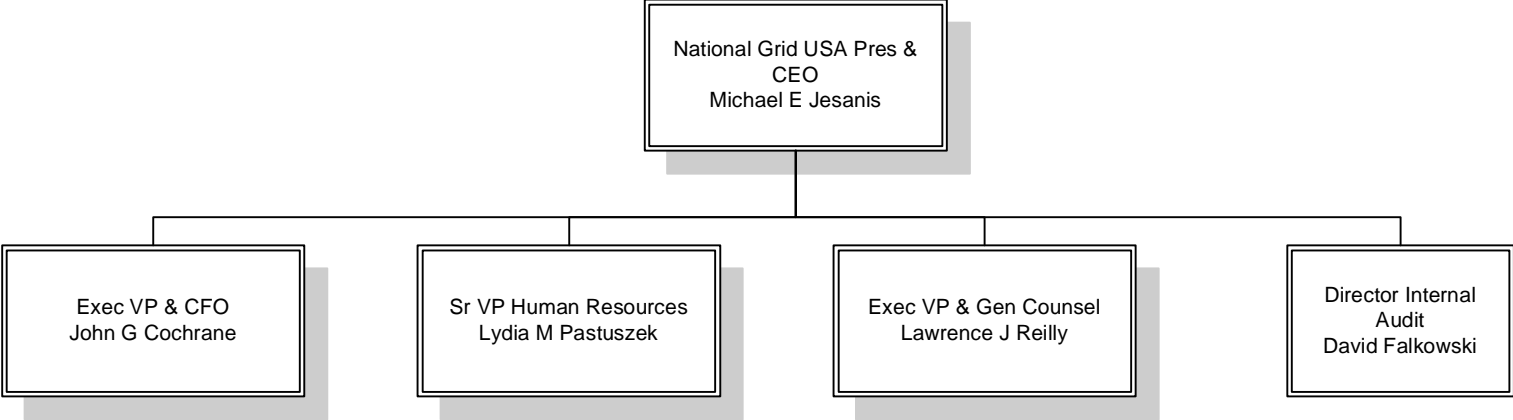 National Grid USA Pres &
CEO
Michael E Jesanis
Exec VP & CFO
John G Cochrane
Sr VP Human Resources
Lydia M Pastuszek
Exec VP & Gen Counsel
Lawrence J Reilly
Director Internal
Audit
David Falkowski